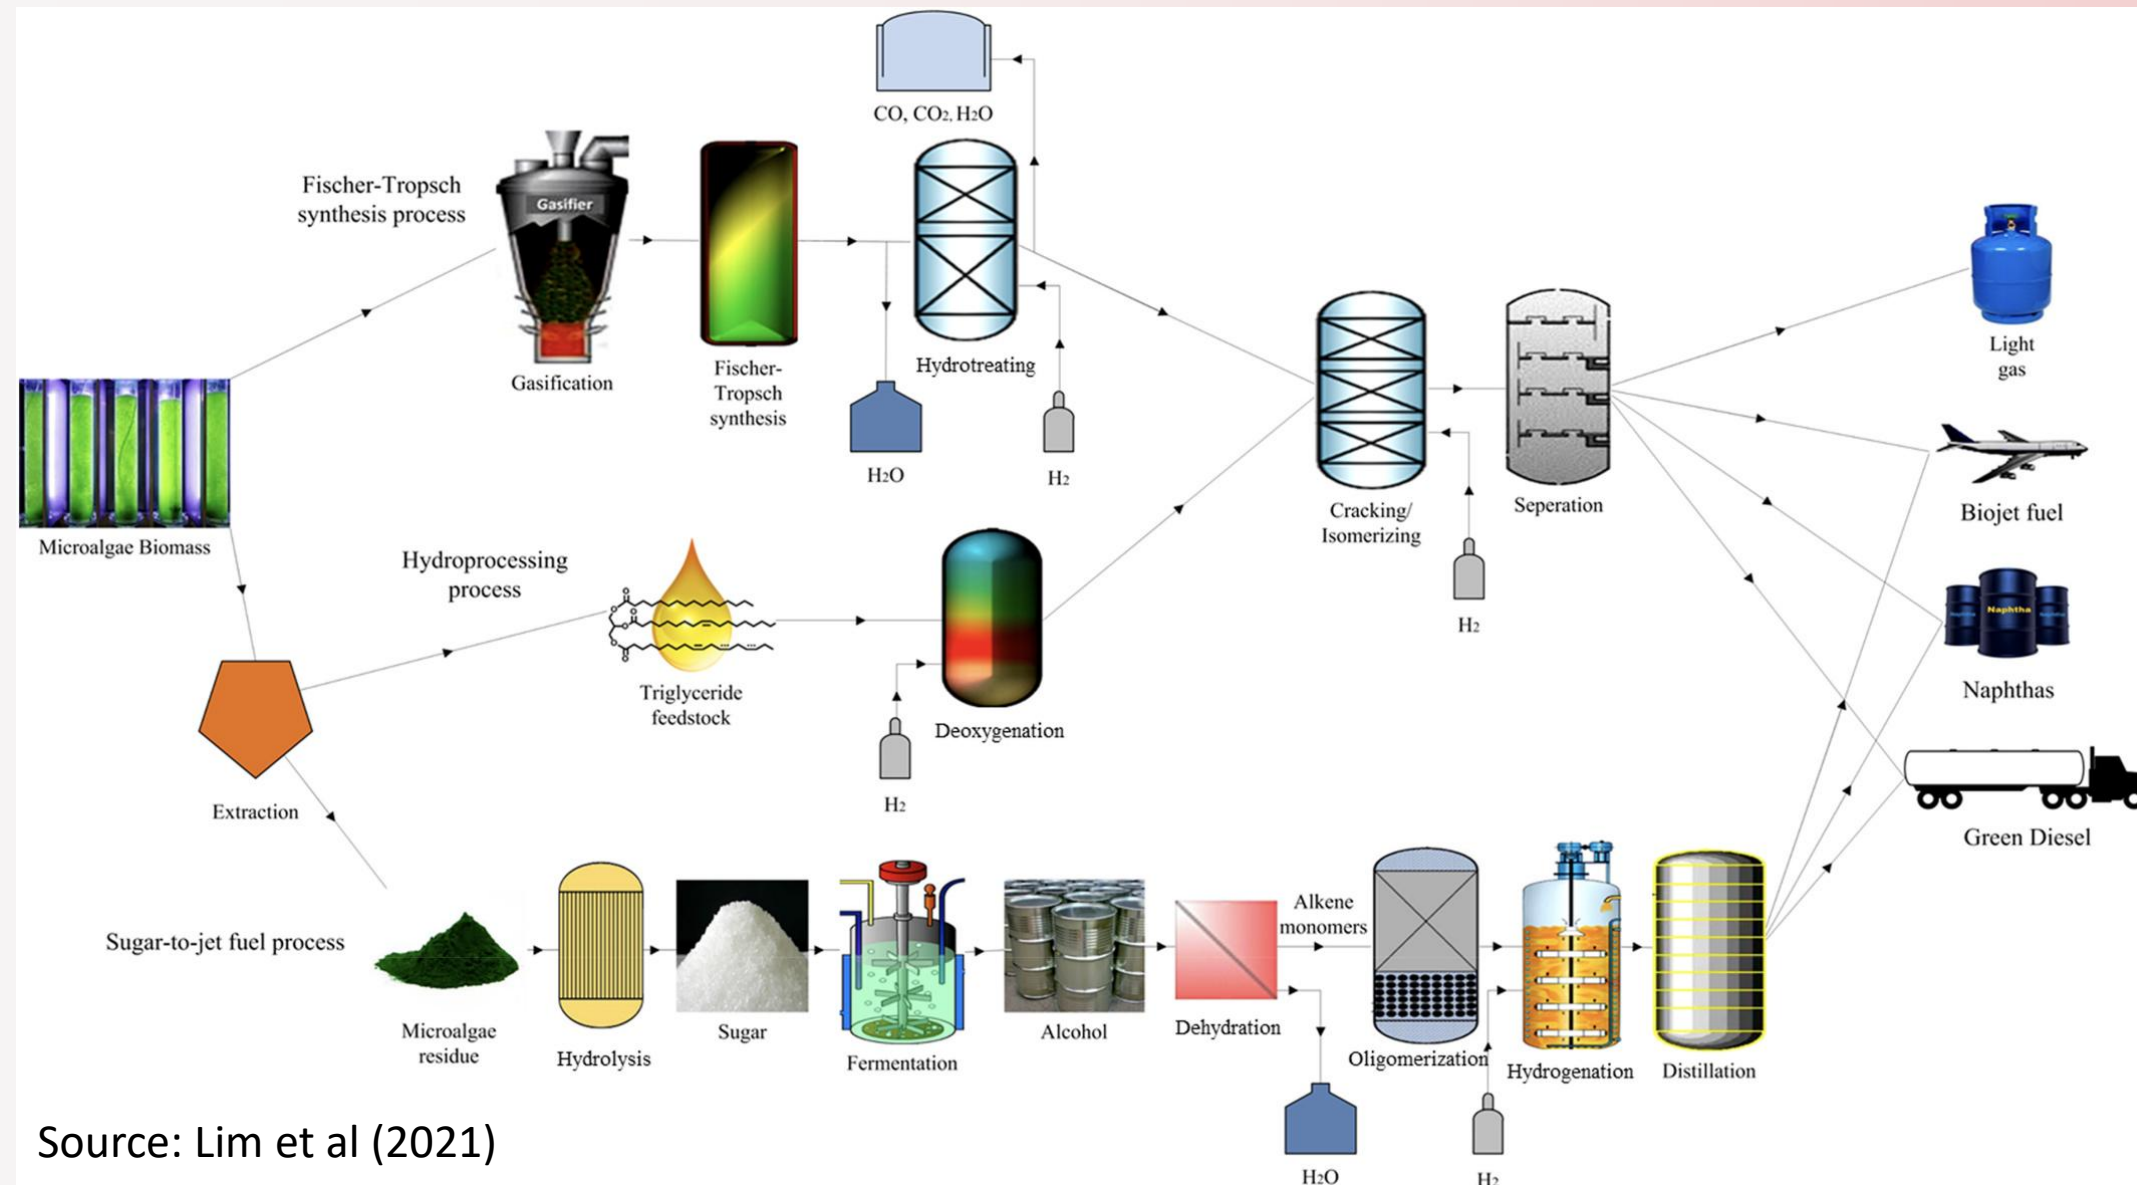 CO, CO2, H2O
Fischer-Tropsch
synthesis process
Gasifier
Gasification
Fischer-
Tropsch
synthesis
Hydrotreating
H2O
H2
Light
gas
Cracking/
Isomerizing
Seperation
H2
Biojet fuel
Naphtha
Naphthas
Microalgae Biomass
Hydroprocessing
process
Triglyceride
feedstock
Deoxygenation
H2
Extraction
Green Diesel
Sugar-to-jet fuel process
Microalgae
residue
Hydrolysis
Sugar
Fermentation
Alcohol
Dehydration
Alkene
monomers
Oligomerization
Hydrogenation
Distillation
H2O
H2
Source: Lim et al (2021)